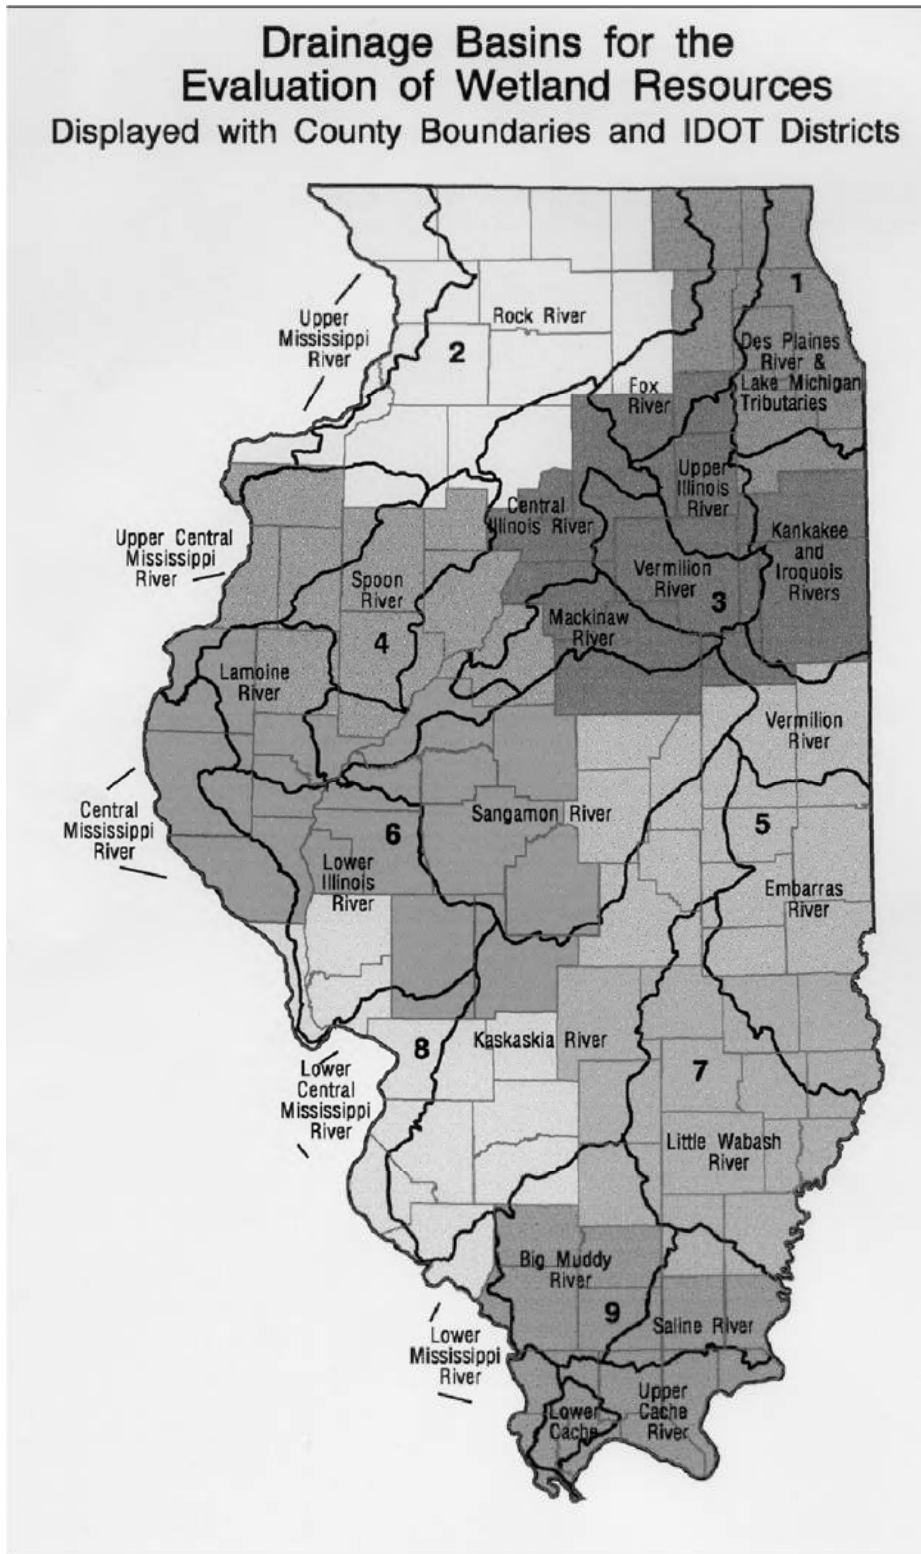 Drainage Basins for the
Evaluation of Wetland Resources
Displayed with County Boundaries and IDOT Districts
1
Rock River
Upper
Mississippi
River
2
Des Plaines
River &
Lake Michigan
Tributaries
Fox
River
Upper
Illinois
River
Central
Illinois River
Kankakee
and
Iroquois
Rivers
Upper Central
Mississippi
River
Spoon
River
Vermilion
River
3
Mackinaw
River
4
Lamoine
River
Vermilion
River
Central
Mississippi
River
Sangamon River
5
6
Lower
Illinois
River
Embarras
River
Kaskaskia River
8
7
Lower
Central
Mississippi
River
Little Wabash
River
Big Muddy
River
9
Saline River
Lower
Mississippi
River
Upper
Cache
River
Lower
Cache